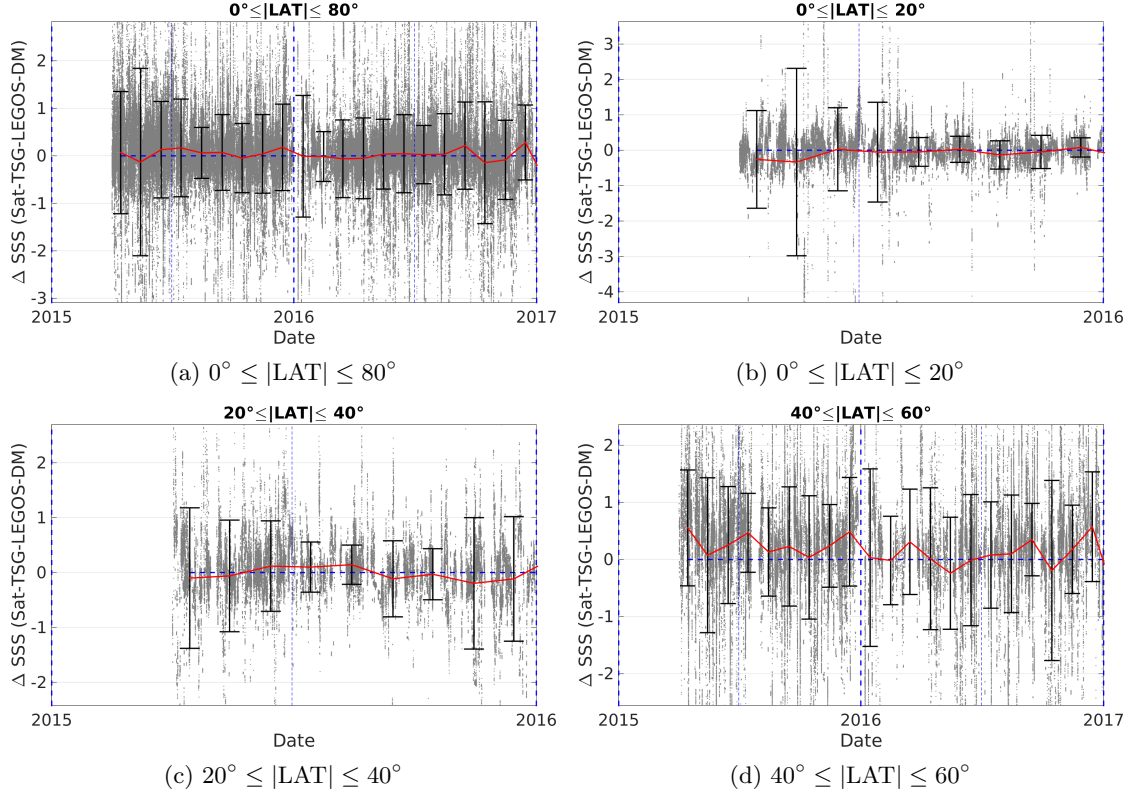 0°≤|LAT|≤ 80°
Δ SSS (Sat-TSG-LEGOS-DM)
2
1
0
-1
-2
-3
2015
2016
2017
Date
(a) 0° ≤ |LAT| ≤ 80°
0°≤|LAT|≤ 20°
Δ SSS (Sat-TSG-LEGOS-DM)
3
2
1
0
-1
-2
-3
-4
2015
2016
Date
(b) 0° ≤ |LAT| ≤ 20°
20°≤|LAT|≤ 40°
Δ SSS (Sat-TSG-LEGOS-DM)
2
1
0
-1
-2
2015
2016
Date
(c) 20° ≤ |LAT| ≤ 40°
40°≤|LAT|≤ 60°
Δ SSS (Sat-TSG-LEGOS-DM)
2
1
0
-1
-2
2015
2016
2017
Date
(d) 40° ≤ |LAT| ≤ 60°